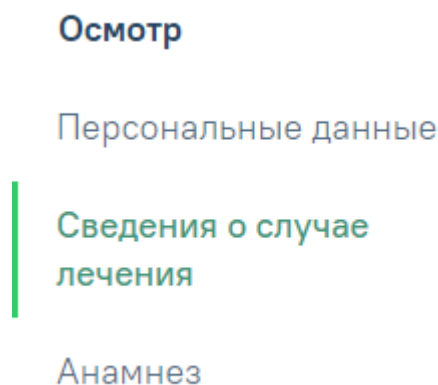 Осмотр
Персональные данные
Сведения о случае
лечения
Анамнез